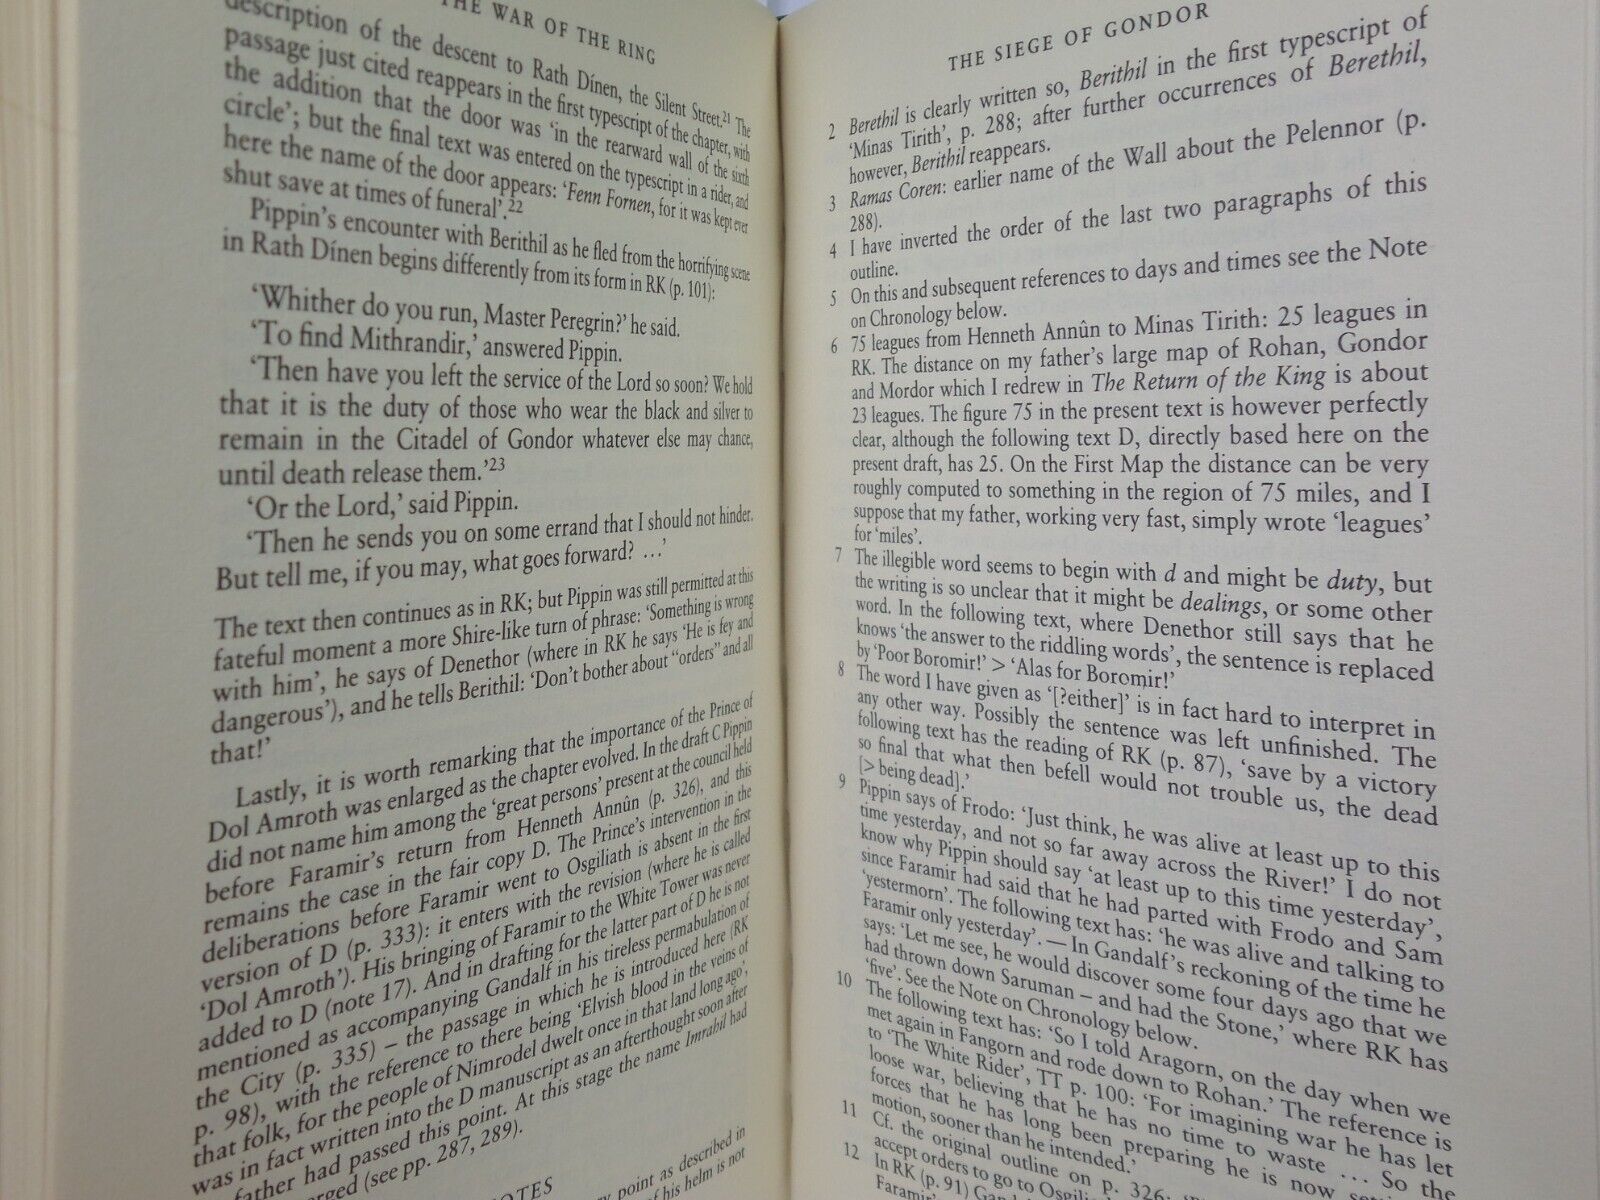 THE WAR OF THE RING
description of the descent to Rath Dínen, the Silent Street.²¹ The
passage just cited reappears in the first typescript of the chapter, with
the addition that the door was ‘in the rearward wall of the sixth
circle’; but the final text was entered on the typescript in a rider, and
here the name of the door appears: ‘Fenn Fornen, for it was kept ever
shut save at times of funeral’.²²
Pippin’s encounter with Berithil as he fled from the horrifying scene
in Rath Dínen begins differently from its form in RK (p. 101):
‘Whither do you run, Master Peregrin?’ he said.
‘To find Mithrandir,’ answered Pippin.
‘Then have you left the service of the Lord so soon? We hold
that it is the duty of those who wear the black and silver to
remain in the Citadel of Gondor whatever else may chance,
until death release them.’²³
‘Or the Lord,’ said Pippin.
‘Then he sends you on some errand that I should not hinder.
But tell me, if you may, what goes forward? …’
The text then continues as in RK; but Pippin was still permitted at this
fateful moment a more Shire-like turn of phrase: ‘Something is wrong
with him’, he says of Denethor (where in RK he says ‘He is fey and
dangerous’), and he tells Berithil: ‘Don’t bother about “orders” and all
that!’
Lastly, it is worth remarking that the importance of the Prince of
Dol Amroth was enlarged as the chapter evolved. In the draft C Pippin
did not name him among the ‘great persons’ present at the council held
before Faramir’s return from Henneth Annûn (p. 326), and this
remains the case in the fair copy D. The Prince’s intervention in the
deliberations before Faramir went to Osgiliath is absent in the first
version of D (p. 333): it enters with the revision (where he is called
‘Dol Amroth’). His bringing of Faramir to the White Tower was never
added to D (note 17). And in drafting for the latter part of D he is not
mentioned as accompanying Gandalf in his tireless permabulation of
the City (p. 335) – the passage in which he is introduced here (RK
p. 98), with the reference to there being ‘Elvish blood in the veins of
that folk, for the people of Nimrodel dwelt once in that land long ago’,
was in fact written into the D manuscript as an afterthought soon after
father had passed this point. At this stage the name Imrahil had
erged (see pp. 287, 289).
NOTES
point as described in
of his helm is not
THE SIEGE OF GONDOR
2 Berethil is clearly written so, Berithil in the first typescript of
‘Minas Tirith’, p. 288; after further occurrences of Berethil,
however, Berithil reappears.
3 Ramas Coren: earlier name of the Wall about the Pelennor (p.
288).
4 I have inverted the order of the last two paragraphs of this
outline.
5 On this and subsequent references to days and times see the Note
on Chronology below.
6 75 leagues from Henneth Annûn to Minas Tirith: 25 leagues in
RK. The distance on my father’s large map of Rohan, Gondor
and Mordor which I redrew in The Return of the King is about
23 leagues. The figure 75 in the present text is however perfectly
clear, although the following text D, directly based here on the
present draft, has 25. On the First Map the distance can be very
roughly computed to something in the region of 75 miles, and I
suppose that my father, working very fast, simply wrote ‘leagues’
for ‘miles’.
7 The illegible word seems to begin with d and might be duty, but
the writing is so unclear that it might be dealings, or some other
word. In the following text, where Denethor still says that he
knows ‘the answer to the riddling words’, the sentence is replaced
by ‘Poor Boromir!’ > ‘Alas for Boromir!’
8 The word I have given as ‘[?either]’ is in fact hard to interpret in
any other way. Possibly the sentence was left unfinished. The
following text has the reading of RK (p. 87), ‘save by a victory
so final that what then befell would not trouble us, the dead
[> being dead].’
9 Pippin says of Frodo: ‘Just think, he was alive at least up to this
time yesterday, and not so far away across the River!’ I do not
know why Pippin should say ‘at least up to this time yesterday’,
since Faramir had said that he had parted with Frodo and Sam
‘yestermorn’. The following text has: ‘he was alive and talking to
Faramir only yesterday’. — In Gandalf’s reckoning of the time he
says: ‘Let me see, he would discover some four days ago that we
had thrown down Saruman – and had the Stone,’ where RK has
‘five’. See the Note on Chronology below.
10 The following text has: ‘So I told Aragorn, on the day when we
met again in Fangorn and rode down to Rohan.’ The reference is
to ‘The White Rider’, TT p. 100: ‘For imagining war he has let
loose war, believing that he has no time to waste … So the
forces that he has long been preparing he is now
motion, sooner than he intended.’
11 Cf. the original outline on p. 326:
accept orders to go to Osgiliath
12 In RK (p. 91) Gandalf
Faramir’s